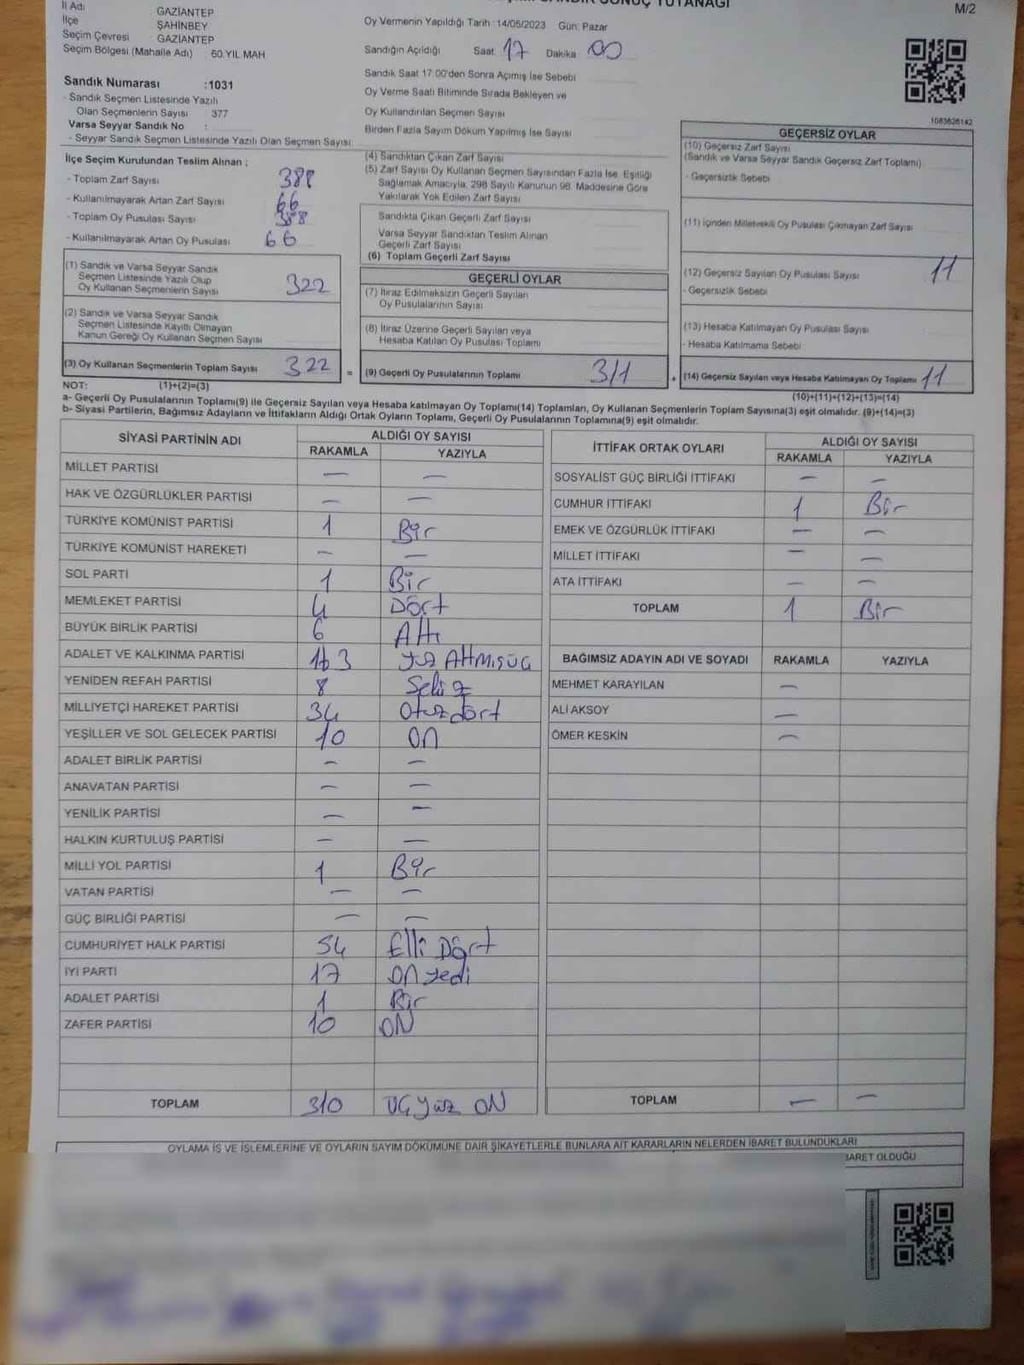 SANDIK SONUÇ TUTANAĞI
M/2
İl Adı GAZİANTEP
İlçe ŞAHİNBEY
Seçim Çevresi GAZİANTEP
Seçim Bölgesi (Mahalle Adı) : 60.YIL MAH
Oy Vermenin Yapıldığı Tarih :14/05/2023 Gün: Pazar
Sandığın Açıldığı Saat 17 Dakika 00
Sandık Saat 17:00'den Sonra Açılmış İse Sebebi
Oy Verme Saati Bitiminde Sırada Bekleyen ve
Oy Kullandırılan Seçmen Sayısı
Birden Fazla Sayım Döküm Yapılmış İse Sayısı
1083626142
Sandık Numarası :1031
- Sandık Seçmen Listesinde Yazılı
Olan Seçmenlerin Sayısı : 377
Varsa Seyyar Sandık No :
- Seyyar Sandık Seçmen Listesinde Yazılı Olan Seçmen Sayısı:
İlçe Seçim Kurulundan Teslim Alınan ;
- Toplam Zarf Sayısı 388
- Kullanılmayarak Artan Zarf Sayısı 66
- Toplam Oy Pusulası Sayısı 388
- Kullanılmayarak Artan Oy Pusulası 66
(1) Sandık ve Varsa Seyyar Sandık
Seçmen Listesinde Yazılı Olup
Oy Kullanan Seçmenlerin Sayısı 322
(2) Sandık ve Varsa Seyyar Sandık
Seçmen Listesinde Kayıtlı Olmayan
Kanun Gereği Oy Kullanan Seçmen Sayısı
(3) Oy Kullanan Seçmenlerin Toplam Sayısı 322
(4) Sandıktan Çıkan Zarf Sayısı
(5) Zarf Sayısı Oy Kullanan Seçmen Sayısından Fazla İse, Eşitliği
Sağlamak Amacıyla, 298 Sayılı Kanunun 98. Maddesine Göre
Yakılarak Yok Edilen Zarf Sayısı
Sandıkta Çıkan Geçerli Zarf Sayısı
Varsa Seyyar Sandıktan Teslim Alınan
Geçerli Zarf Sayısı
(6) Toplam Geçerli Zarf Sayısı
GEÇERLİ OYLAR
(7) İtiraz Edilmeksizin Geçerli Sayılan
Oy Pusulalarının Sayısı
(8) İtiraz Üzerine Geçerli Sayılan veya
Hesaba Katılan Oy Pusulası Toplamı
= (9) Geçerli Oy Pusulalarının Toplamı 311
GEÇERSİZ OYLAR
(10) Geçersiz Zarf Sayısı
(Sandık ve Varsa Seyyar Sandık Geçersiz Zarf Toplamı)
- Geçersizlik Sebebi
(11) İçinden Milletvekili Oy Pusulası Çıkmayan Zarf Sayısı
(12) Geçersiz Sayılan Oy Pusulası Sayısı 11
- Geçersizlik Sebebi
(13) Hesaba Katılmayan Oy Pusulası Sayısı
- Hesaba Katılmama Sebebi
+ (14) Geçersiz Sayılan veya Hesaba Katılmayan Oy Toplamı 11
NOT: (1)+(2)=(3) (10)+(11)+(12)+(13)=(14)
a- Geçerli Oy Pusulalarının Toplamı(9) ile Geçersiz Sayılan veya Hesaba katılmayan Oy Toplamı(14) Toplamları, Oy Kullanan Seçmenlerin Toplam Sayısına(3) eşit olmalıdır. (9)+(14)=(3)
b- Siyasi Partilerin, Bağımsız Adayların ve İttifakların Aldığı Ortak Oyların Toplamı, Geçerli Oy Pusulalarının Toplamına(9) eşit olmalıdır.
SİYASİ PARTİNİN ADI ALDIĞI OY SAYISI
RAKAMLA YAZIYLA
MİLLET PARTİSİ — —
HAK VE ÖZGÜRLÜKLER PARTİSİ — —
TÜRKİYE KOMÜNİST PARTİSİ 1 Bir
TÜRKİYE KOMÜNİST HAREKETİ — —
SOL PARTİ 1 Bir
MEMLEKET PARTİSİ 4 Dört
BÜYÜK BİRLİK PARTİSİ 6 Altı
ADALET VE KALKINMA PARTİSİ 163 yüz Altmışüç
YENİDEN REFAH PARTİSİ 8 Sekiz
MİLLİYETÇİ HAREKET PARTİSİ 34 Otuzdört
YEŞİLLER VE SOL GELECEK PARTİSİ 10 ON
ADALET BİRLİK PARTİSİ — —
ANAVATAN PARTİSİ — —
YENİLİK PARTİSİ — —
HALKIN KURTULUŞ PARTİSİ — —
MİLLİ YOL PARTİSİ 1 Bir
VATAN PARTİSİ — —
GÜÇ BİRLİĞİ PARTİSİ — —
CUMHURİYET HALK PARTİSİ 54 Elli Dört
İYİ PARTİ 17 ON yedi
ADALET PARTİSİ 1 Bir
ZAFER PARTİSİ 10 ON
TOPLAM 310 ÜÇ yüz ON
İTTİFAK ORTAK OYLARI ALDIĞI OY SAYISI
RAKAMLA YAZIYLA
SOSYALİST GÜÇ BİRLİĞİ İTTİFAKI — —
CUMHUR İTTİFAKI 1 Bir
EMEK VE ÖZGÜRLÜK İTTİFAKI — —
MİLLET İTTİFAKI — —
ATA İTTİFAKI — —
TOPLAM 1 Bir
BAĞIMSIZ ADAYIN ADI VE SOYADI RAKAMLA YAZIYLA
MEHMET KARAYILAN —
ALİ AKSOY —
ÖMER KESKİN —
TOPLAM — —
OYLAMA İŞ VE İŞLEMLERİNE VE OYLARIN SAYIM DÖKÜMÜNE DAİR ŞİKAYETLERLE BUNLARA AİT KARARLARIN NELERDEN İBARET BULUNDUKLARI
BARET OLDUĞU